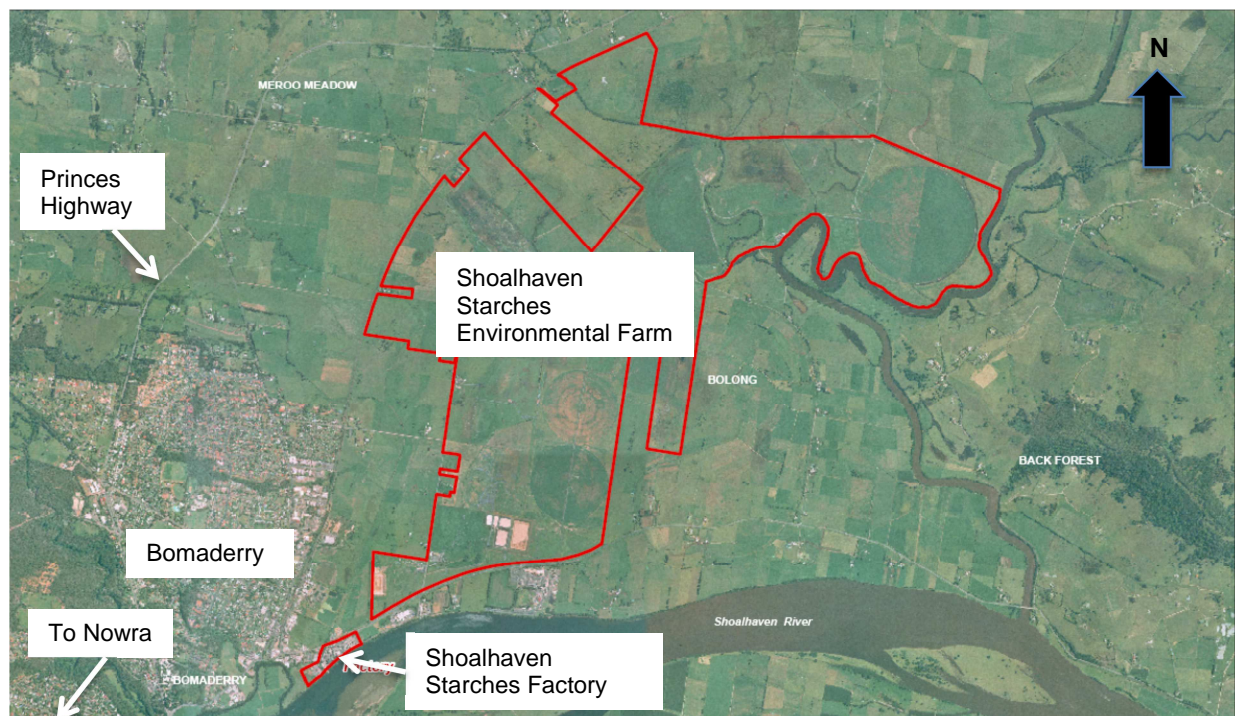 MEROO MEADOW
N
Princes
Highway
Shoalhaven
Starches
Environmental Farm
BOLONG
BACK FOREST
Bomaderry
To Nowra
Shoalhaven River
Shoalhaven
Starches Factory
BOMADERRY